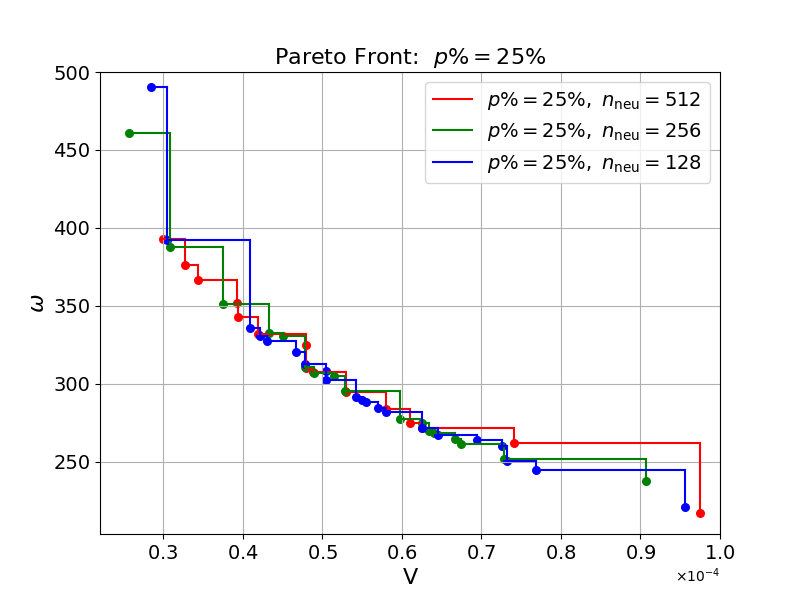 Pareto Front: p% = 25%
p% = 25%, n_neu = 512
p% = 25%, n_neu = 256
p% = 25%, n_neu = 128
500
450
400
350
300
250
ω
0.3 0.4 0.5 0.6 0.7 0.8 0.9 1.0
V
×10⁻⁴